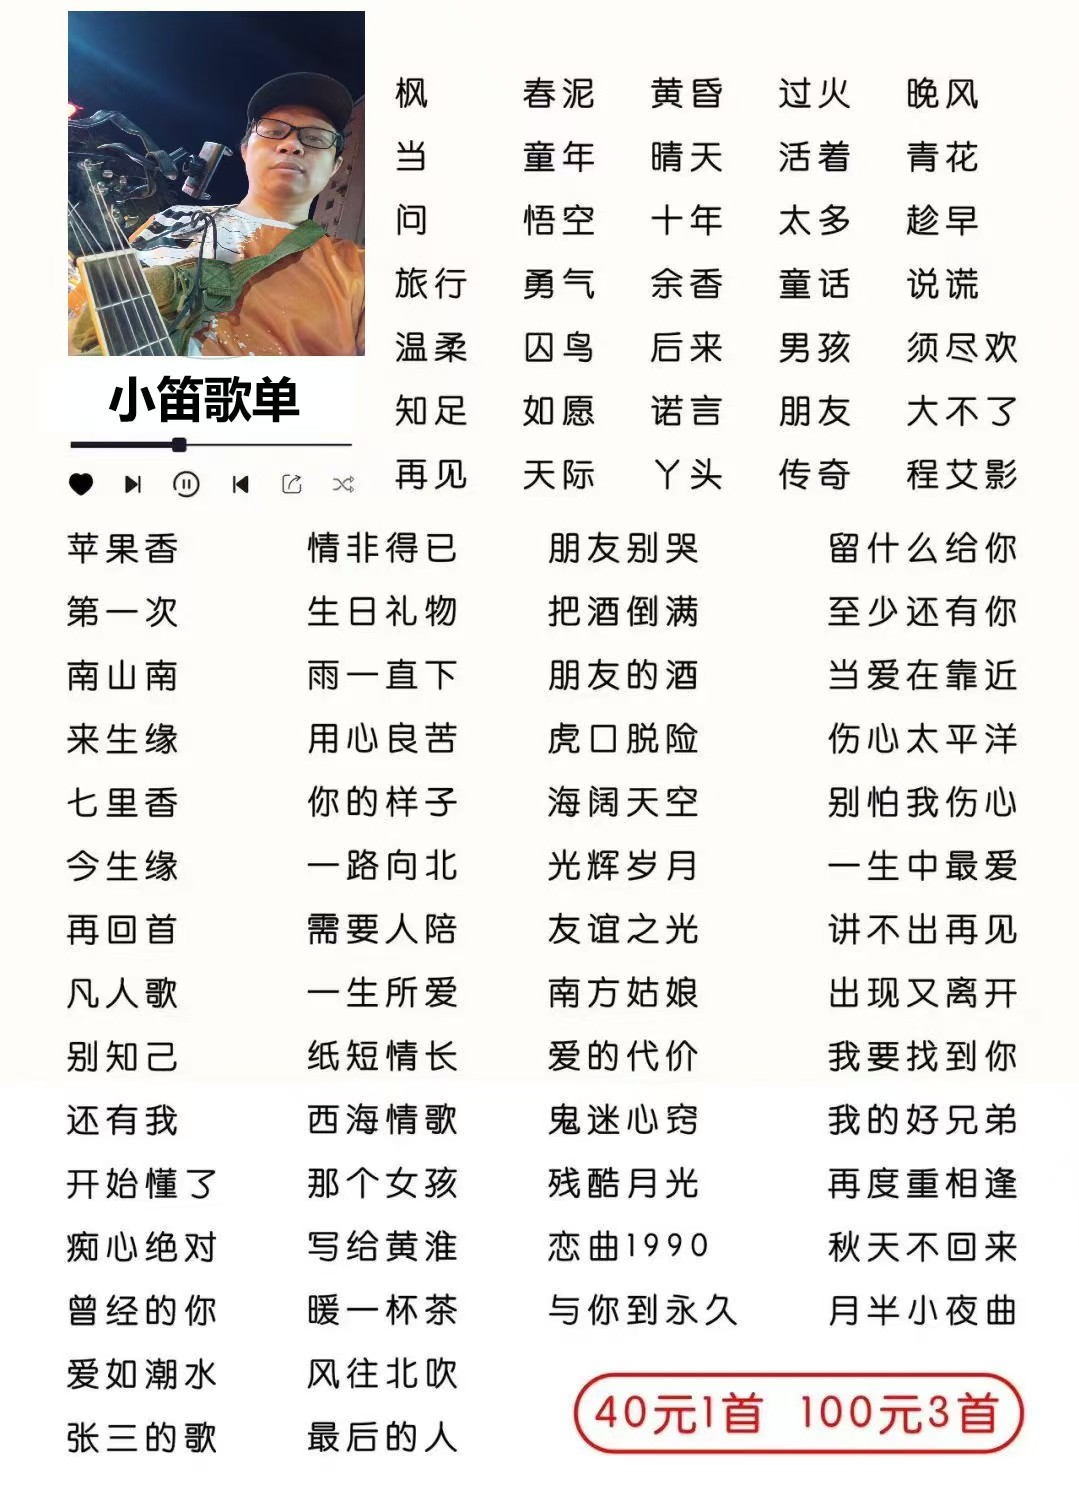 枫 春泥 黄昏 过火 晚风
当 童年 晴天 活着 青花
问 悟空 十年 太多 趁早
旅行 勇气 余香 童话 说谎
温柔 囚鸟 后来 男孩 须尽欢
知足 如愿 诺言 朋友 大不了
再见 天际 丫头 传奇 程艾影
小笛歌单
苹果香 情非得已 朋友别哭 留什么给你
第一次 生日礼物 把酒倒满 至少还有你
南山南 雨一直下 朋友的酒 当爱在靠近
来生缘 用心良苦 虎口脱险 伤心太平洋
七里香 你的样子 海阔天空 别怕我伤心
今生缘 一路向北 光辉岁月 一生中最爱
再回首 需要人陪 友谊之光 讲不出再见
凡人歌 一生所爱 南方姑娘 出现又离开
别知己 纸短情长 爱的代价 我要找到你
还有我 西海情歌 鬼迷心窍 我的好兄弟
开始懂了 那个女孩 残酷月光 再度重相逢
痴心绝对 写给黄淮 恋曲1990 秋天不回来
曾经的你 暖一杯茶 与你到永久 月半小夜曲
爱如潮水 风往北吹
张三的歌 最后的人
40元1首 100元3首